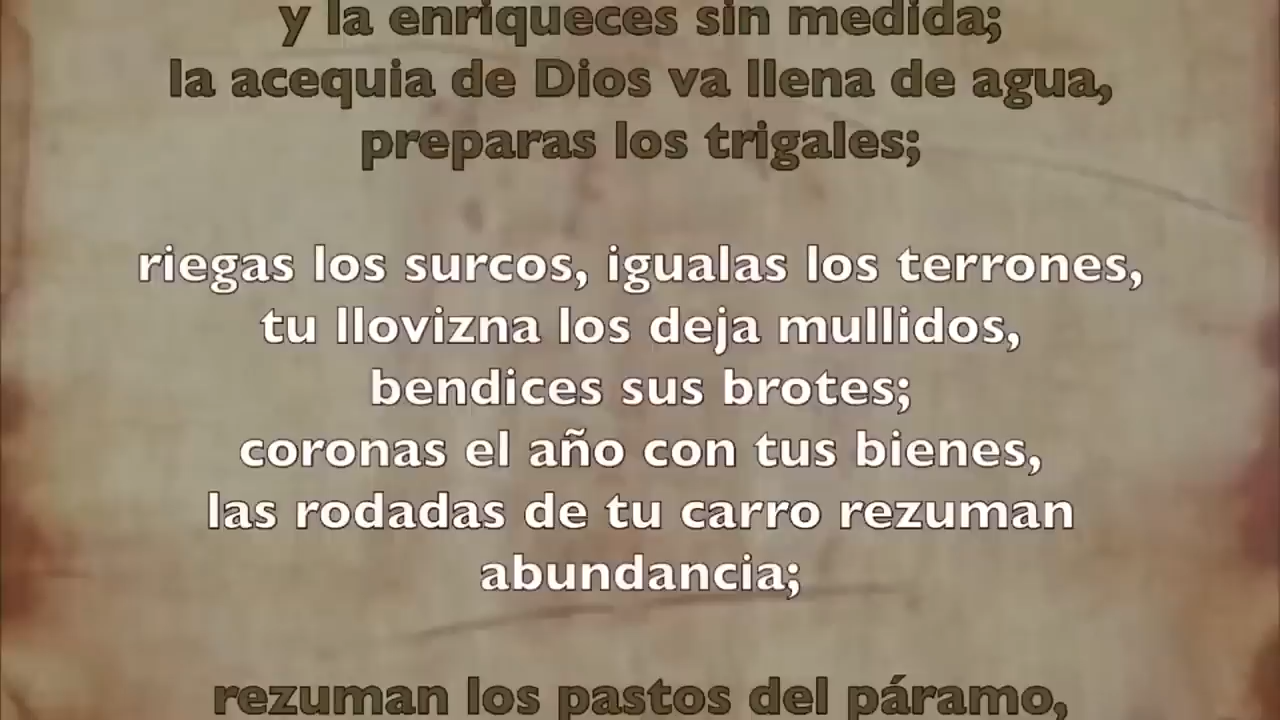 y la enriqueces sin medida;
la acequia de Dios va llena de agua,
preparas los trigales;
riegas los surcos, igualas los terrones,
tu llovizna los deja mullidos,
bendices sus brotes;
coronas el año con tus bienes,
las rodadas de tu carro rezuman
abundancia;
rezuman los pastos del páramo,